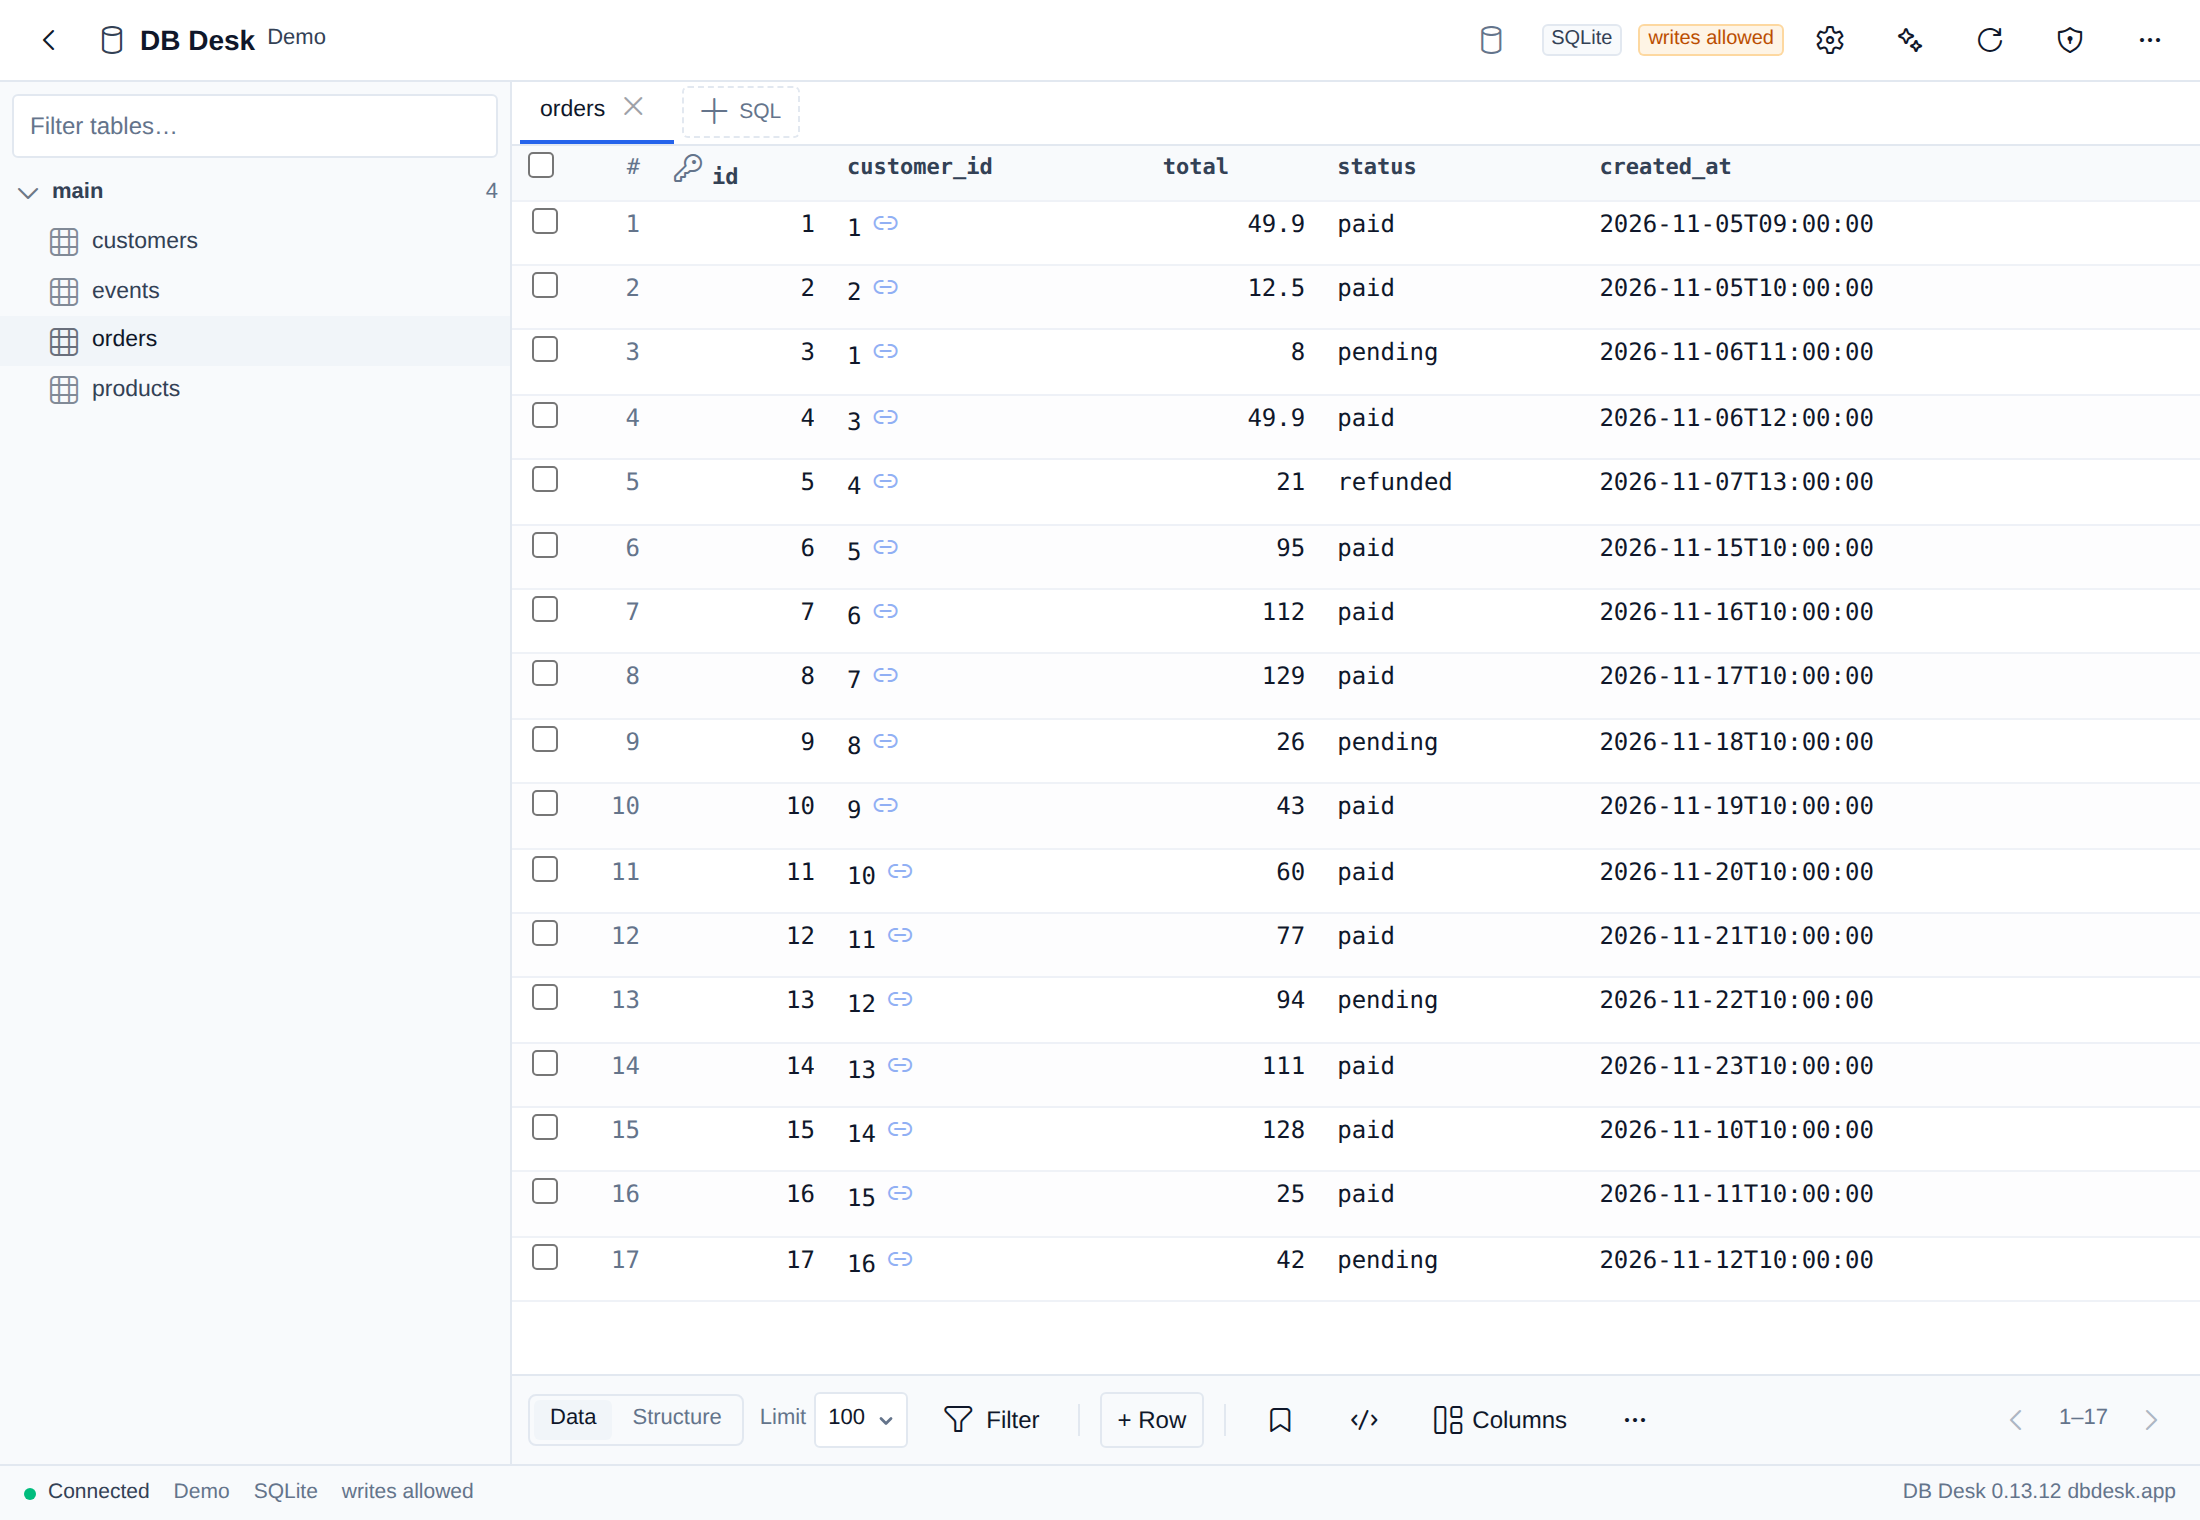 DB Desk Demo SQLite writes allowed
Filter tables…
main 4
customers
events
orders
products
orders SQL
# id customer_id total status created_at
1 1 1 49.9 paid 2026-11-05T09:00:00
2 2 2 12.5 paid 2026-11-05T10:00:00
3 3 1 8 pending 2026-11-06T11:00:00
4 4 3 49.9 paid 2026-11-06T12:00:00
5 5 4 21 refunded 2026-11-07T13:00:00
6 6 5 95 paid 2026-11-15T10:00:00
7 7 6 112 paid 2026-11-16T10:00:00
8 8 7 129 paid 2026-11-17T10:00:00
9 9 8 26 pending 2026-11-18T10:00:00
10 10 9 43 paid 2026-11-19T10:00:00
11 11 10 60 paid 2026-11-20T10:00:00
12 12 11 77 paid 2026-11-21T10:00:00
13 13 12 94 pending 2026-11-22T10:00:00
14 14 13 111 paid 2026-11-23T10:00:00
15 15 14 128 paid 2026-11-10T10:00:00
16 16 15 25 paid 2026-11-11T10:00:00
17 17 16 42 pending 2026-11-12T10:00:00
Data Structure Limit 100 Filter + Row Columns 1–17
Connected Demo SQLite writes allowed DB Desk 0.13.12 dbdesk.app